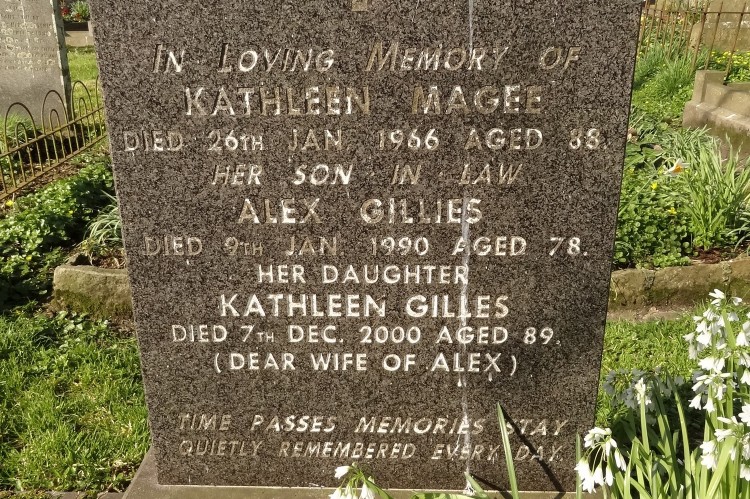 In Loving Memory of
KATHLEEN MAGEE
DIED 26TH JAN 1966 AGED 88.
HER SON IN LAW
ALEX GILLIES
DIED 9TH JAN 1990 AGED 78.
HER DAUGHTER
KATHLEEN GILLES
DIED 7TH DEC. 2000 AGED 89.
(DEAR WIFE OF ALEX)
TIME PASSES MEMORIES STAY
QUIETLY REMEMBERED EVERY DAY.